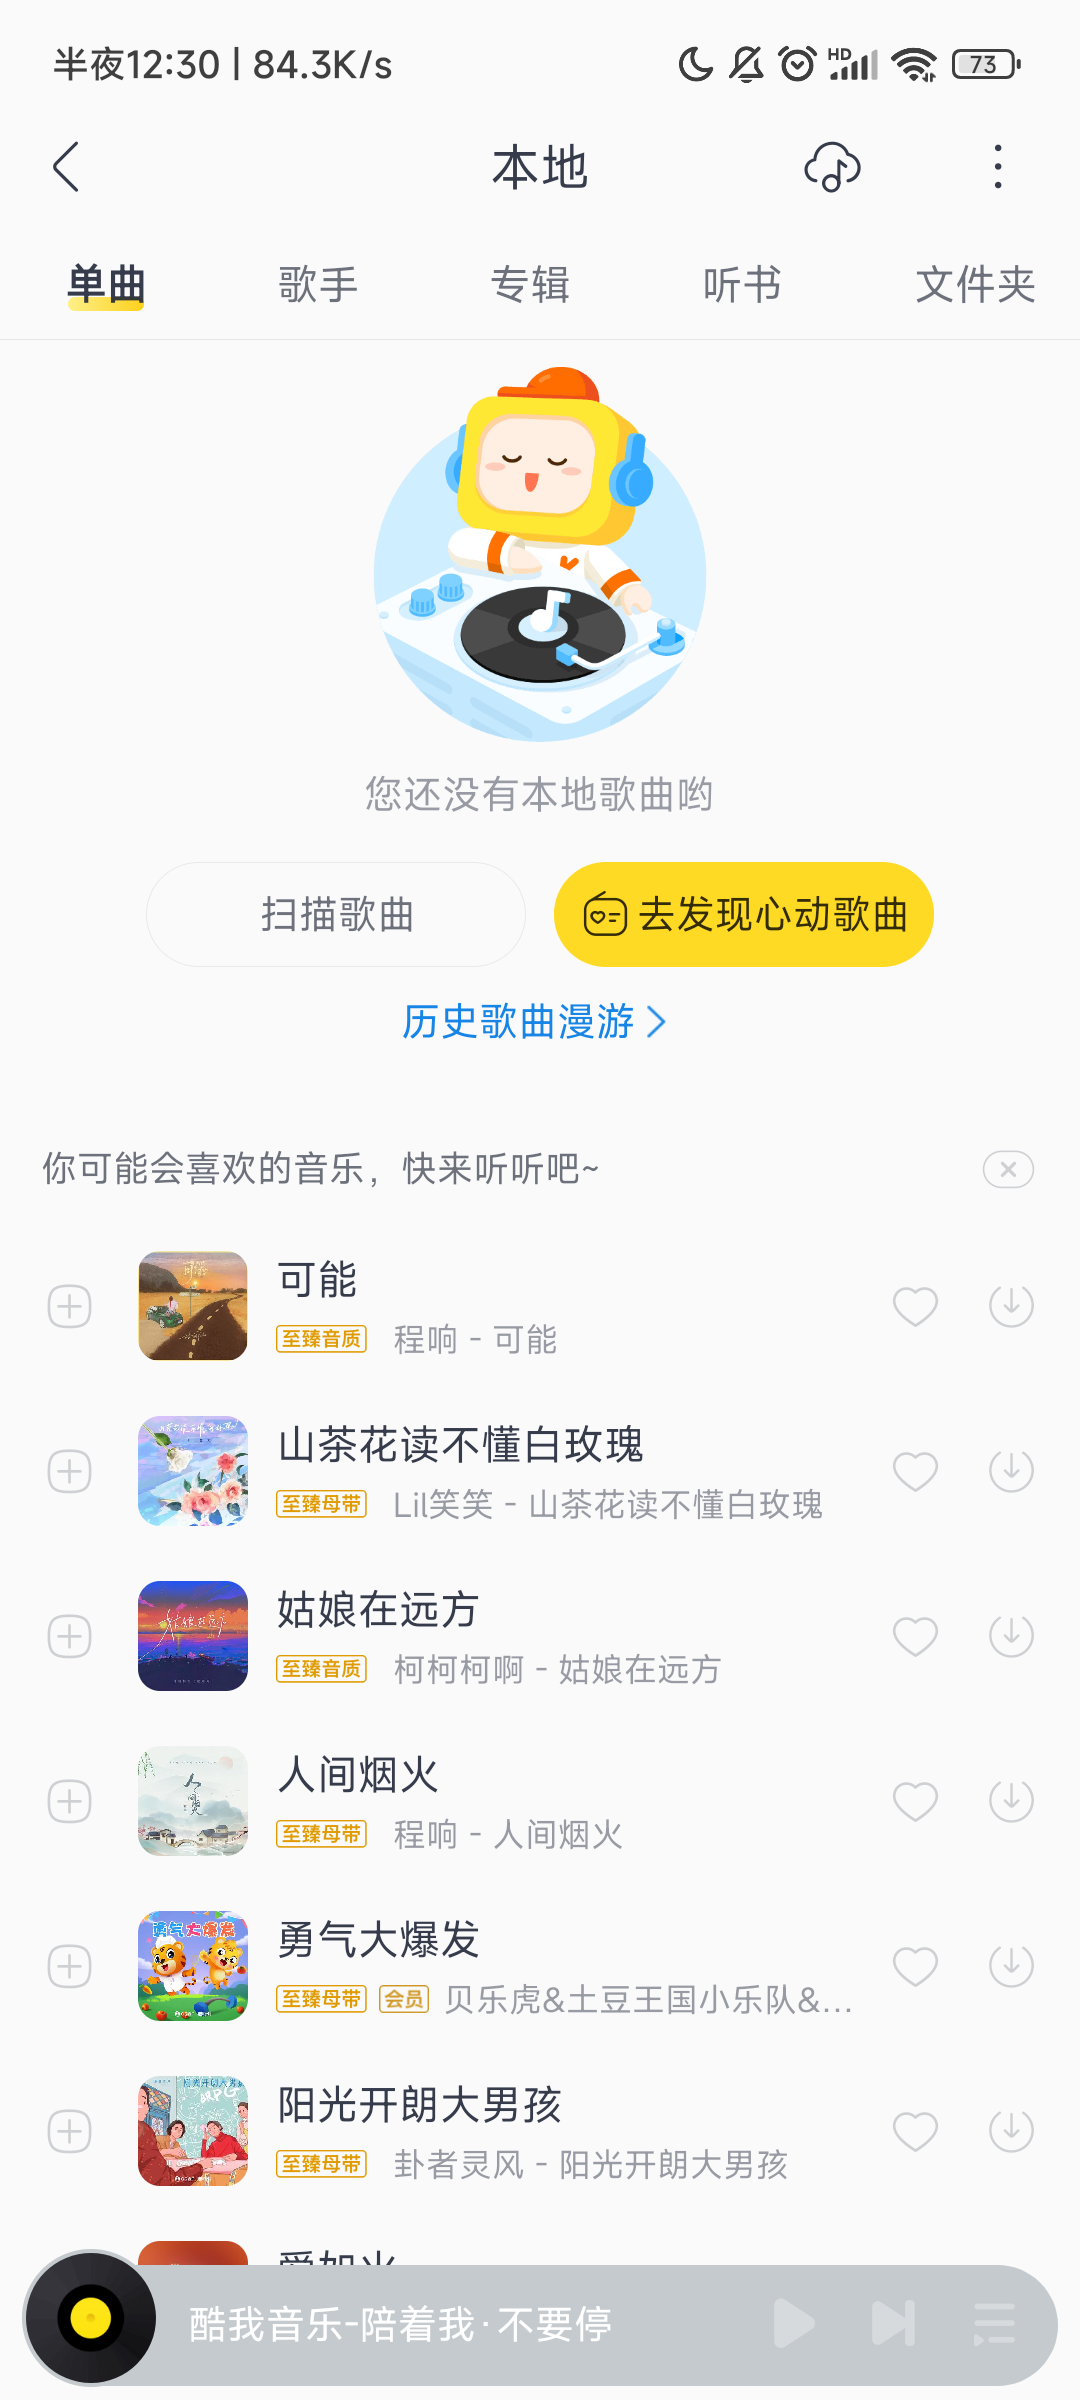 半夜12:30 | 84.3K/s
HD
73
本地
单曲 歌手 专辑 听书 文件夹
您还没有本地歌曲哟
扫描歌曲 去发现心动歌曲
历史歌曲漫游
你可能会喜欢的音乐，快来听听吧~
可能
至臻音质 程响 - 可能
山茶花读不懂白玫瑰
至臻母带 Lil笑笑 - 山茶花读不懂白玫瑰
姑娘在远方
至臻音质 柯柯柯啊 - 姑娘在远方
人间烟火
至臻母带 程响 - 人间烟火
勇气大爆发
勇气大爆发
至臻母带 会员 贝乐虎&土豆王国小乐队&...
阳光开朗大男孩
至臻母带 卦者灵风 - 阳光开朗大男孩
酷我音乐-陪着我·不要停